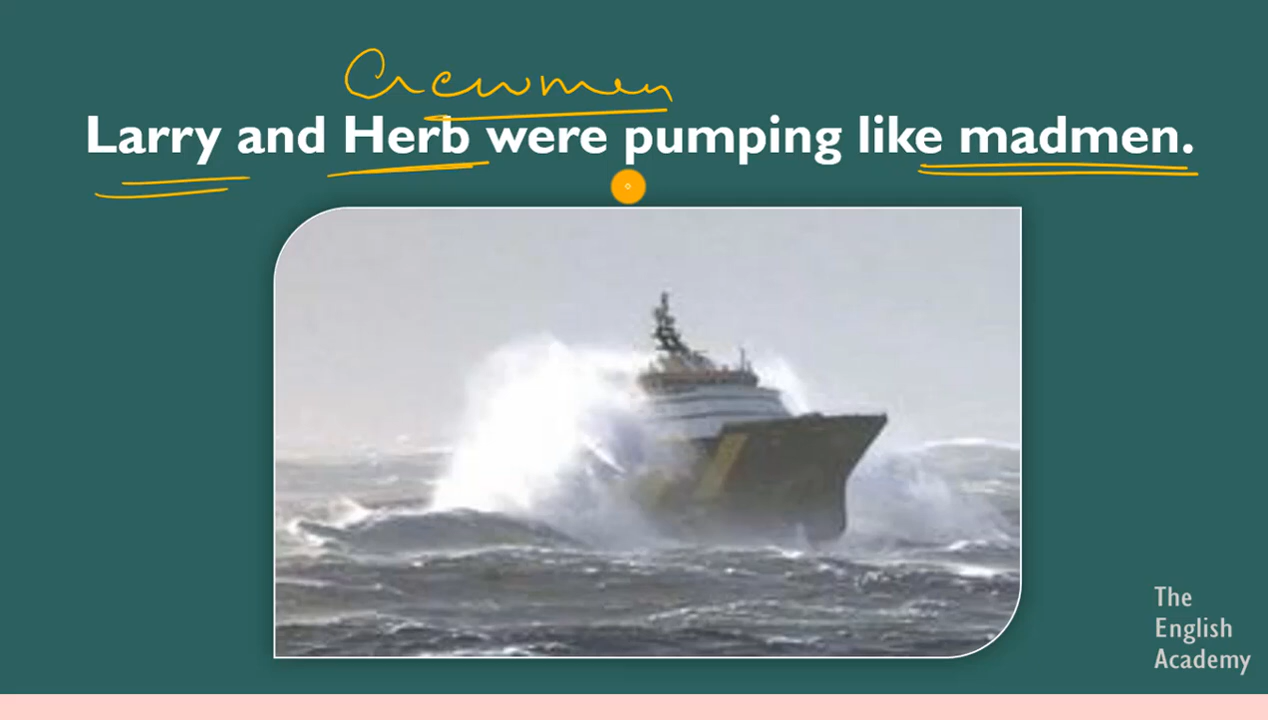 Crewmen
Larry and Herb were pumping like madmen.
The
English
Academy